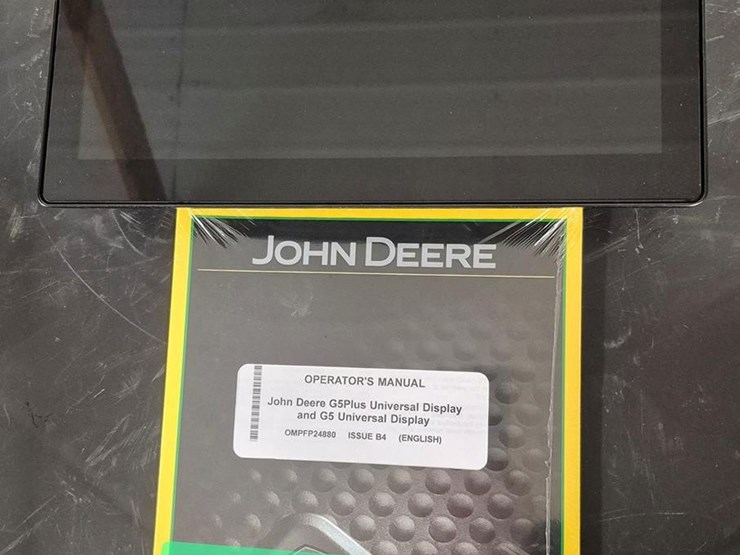 JOHN DEERE
OPERATOR'S MANUAL
John Deere G5Plus Universal Display
and G5 Universal Display
OMPFP24880 ISSUE B4 (ENGLISH)